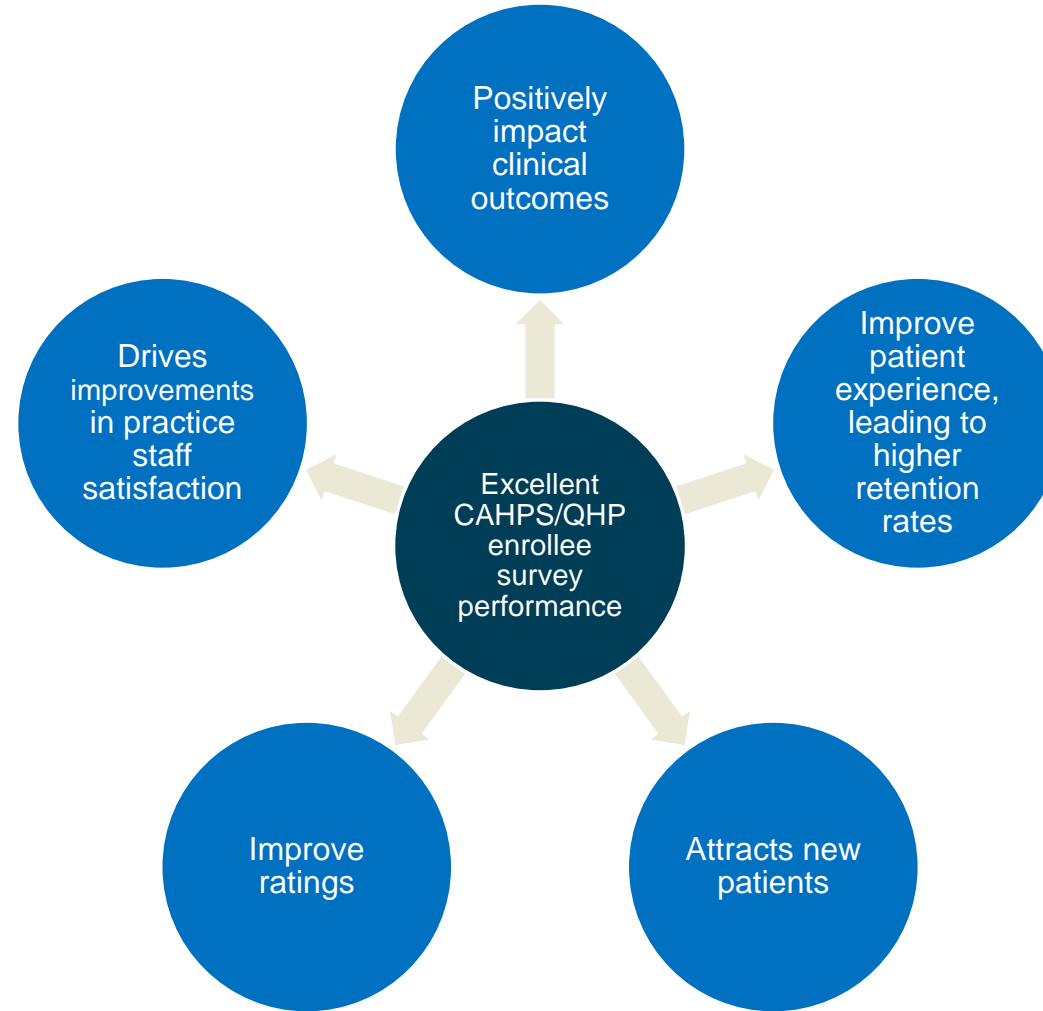 Positively
impact
clinical
outcomes
Improve
patient
experience,
leading to
higher
retention
rates
Attracts new
patients
Improve
ratings
Drives
improvements
in practice
staff
satisfaction
Excellent
CAHPS/QHP
enrollee
survey
performance